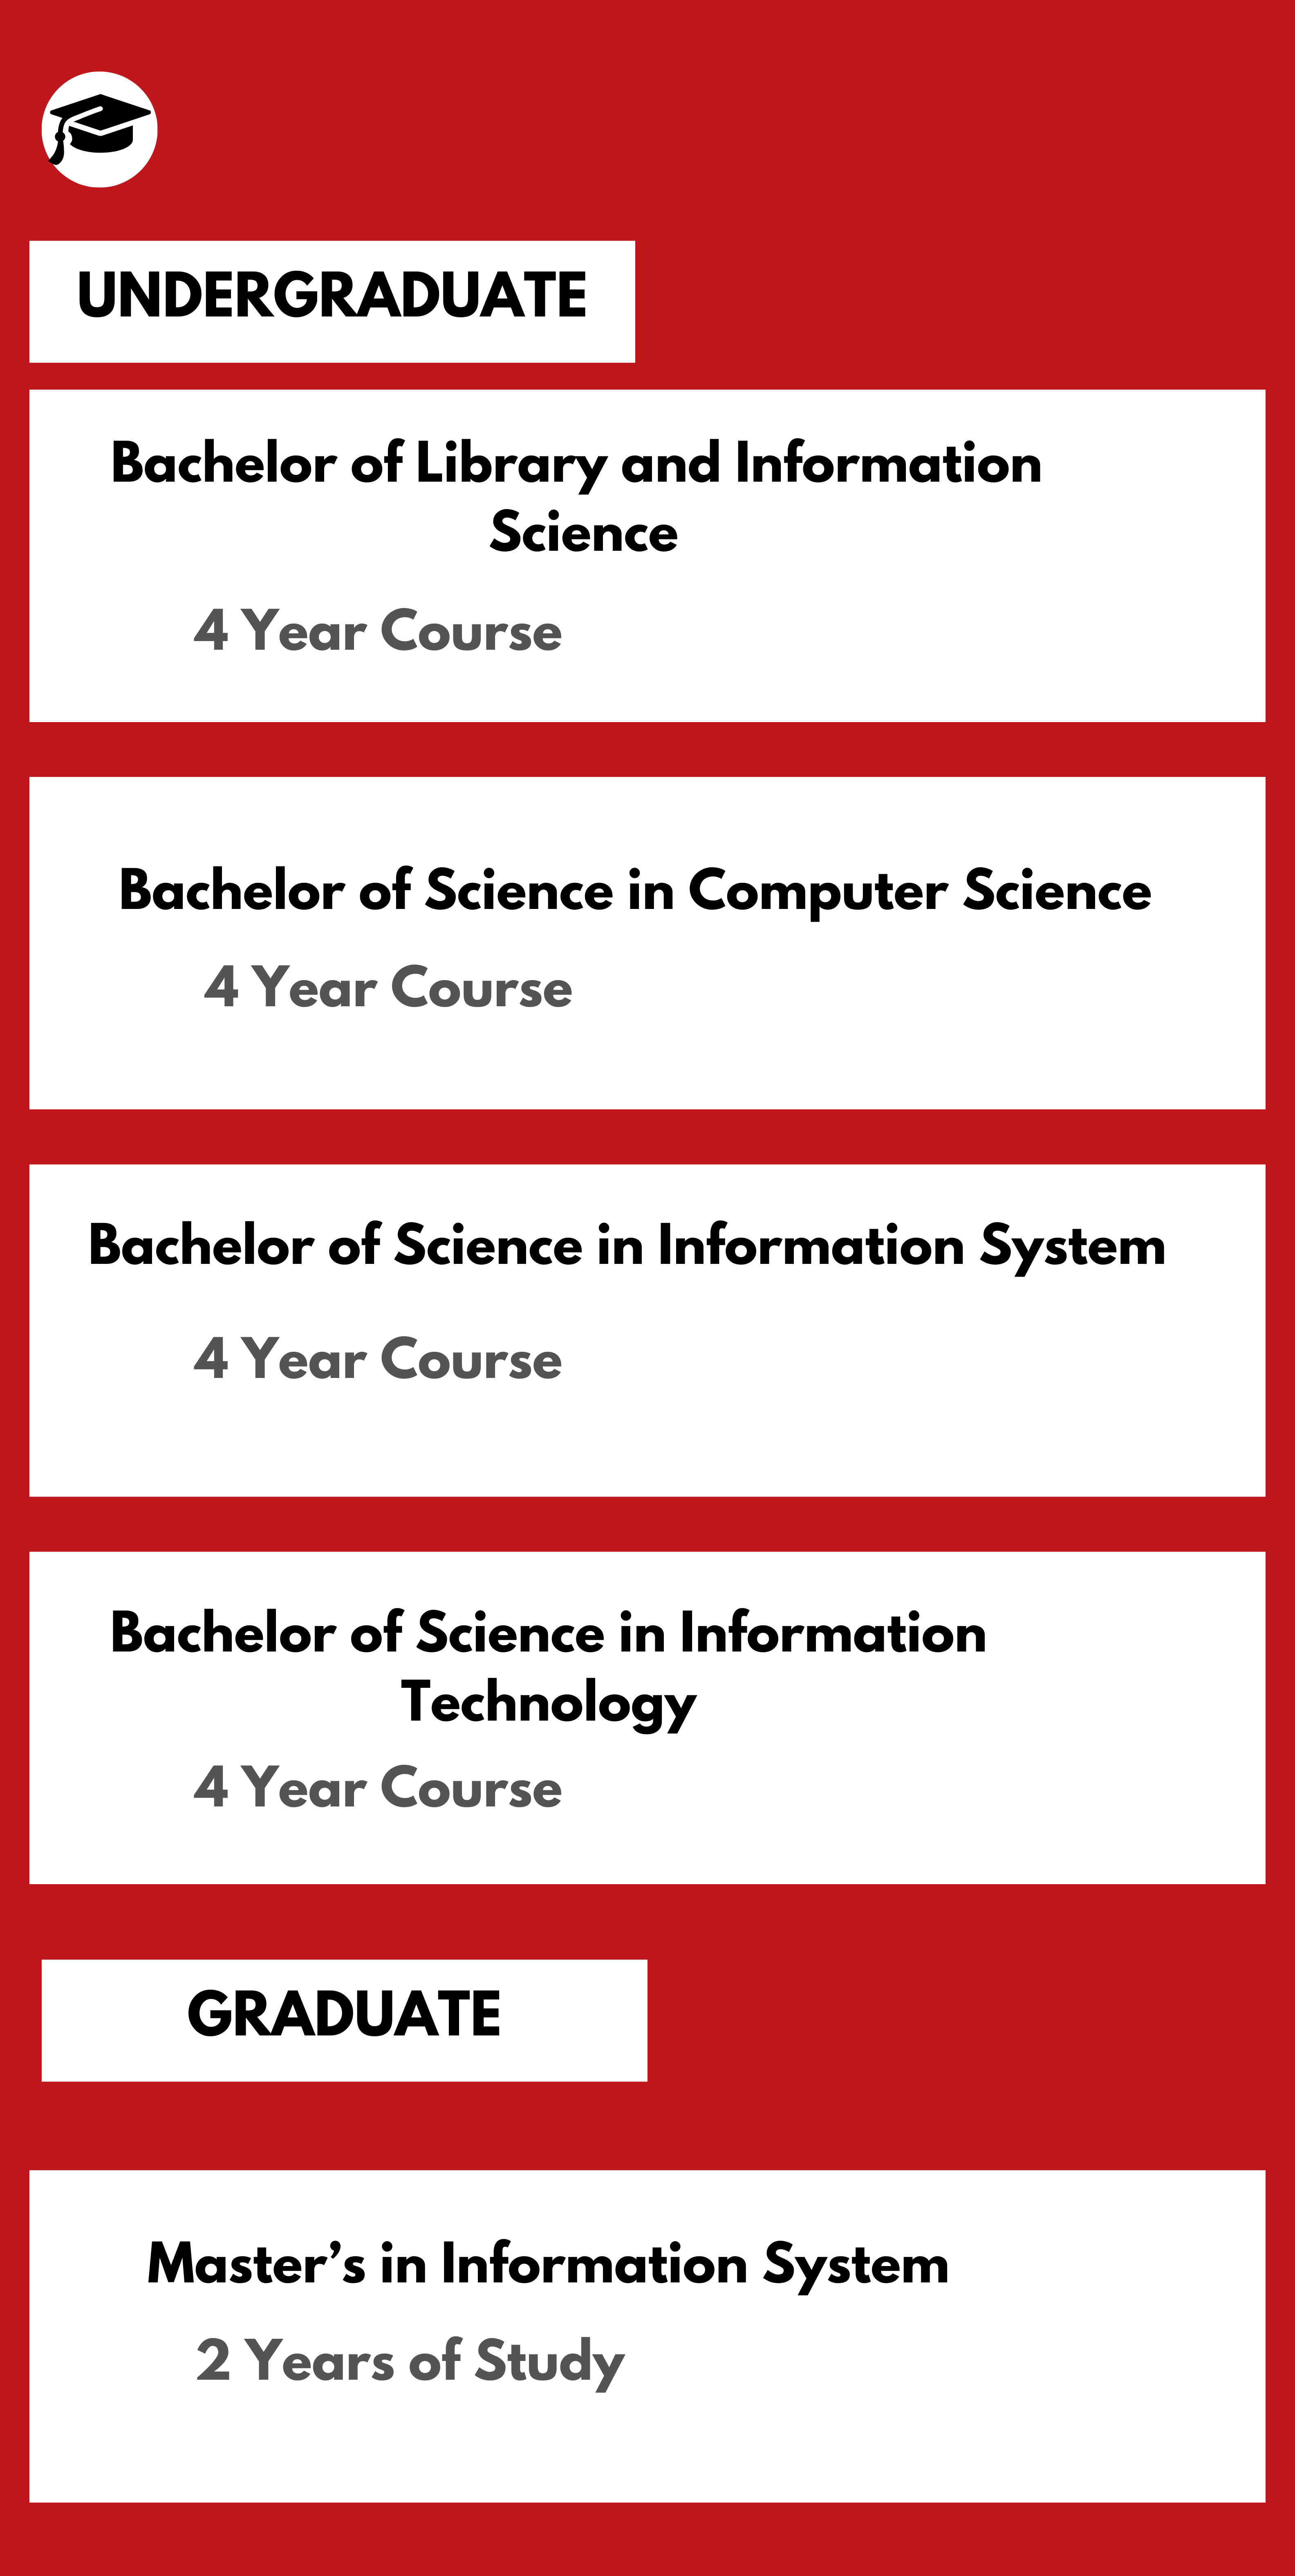 UNDERGRADUATE
Bachelor of Library and Information
Science
4 Year Course
Bachelor of Science in Computer Science
4 Year Course
Bachelor of Science in Information System
4 Year Course
Bachelor of Science in Information
Technology
4 Year Course
GRADUATE
Master’s in Information System
2 Years of Study